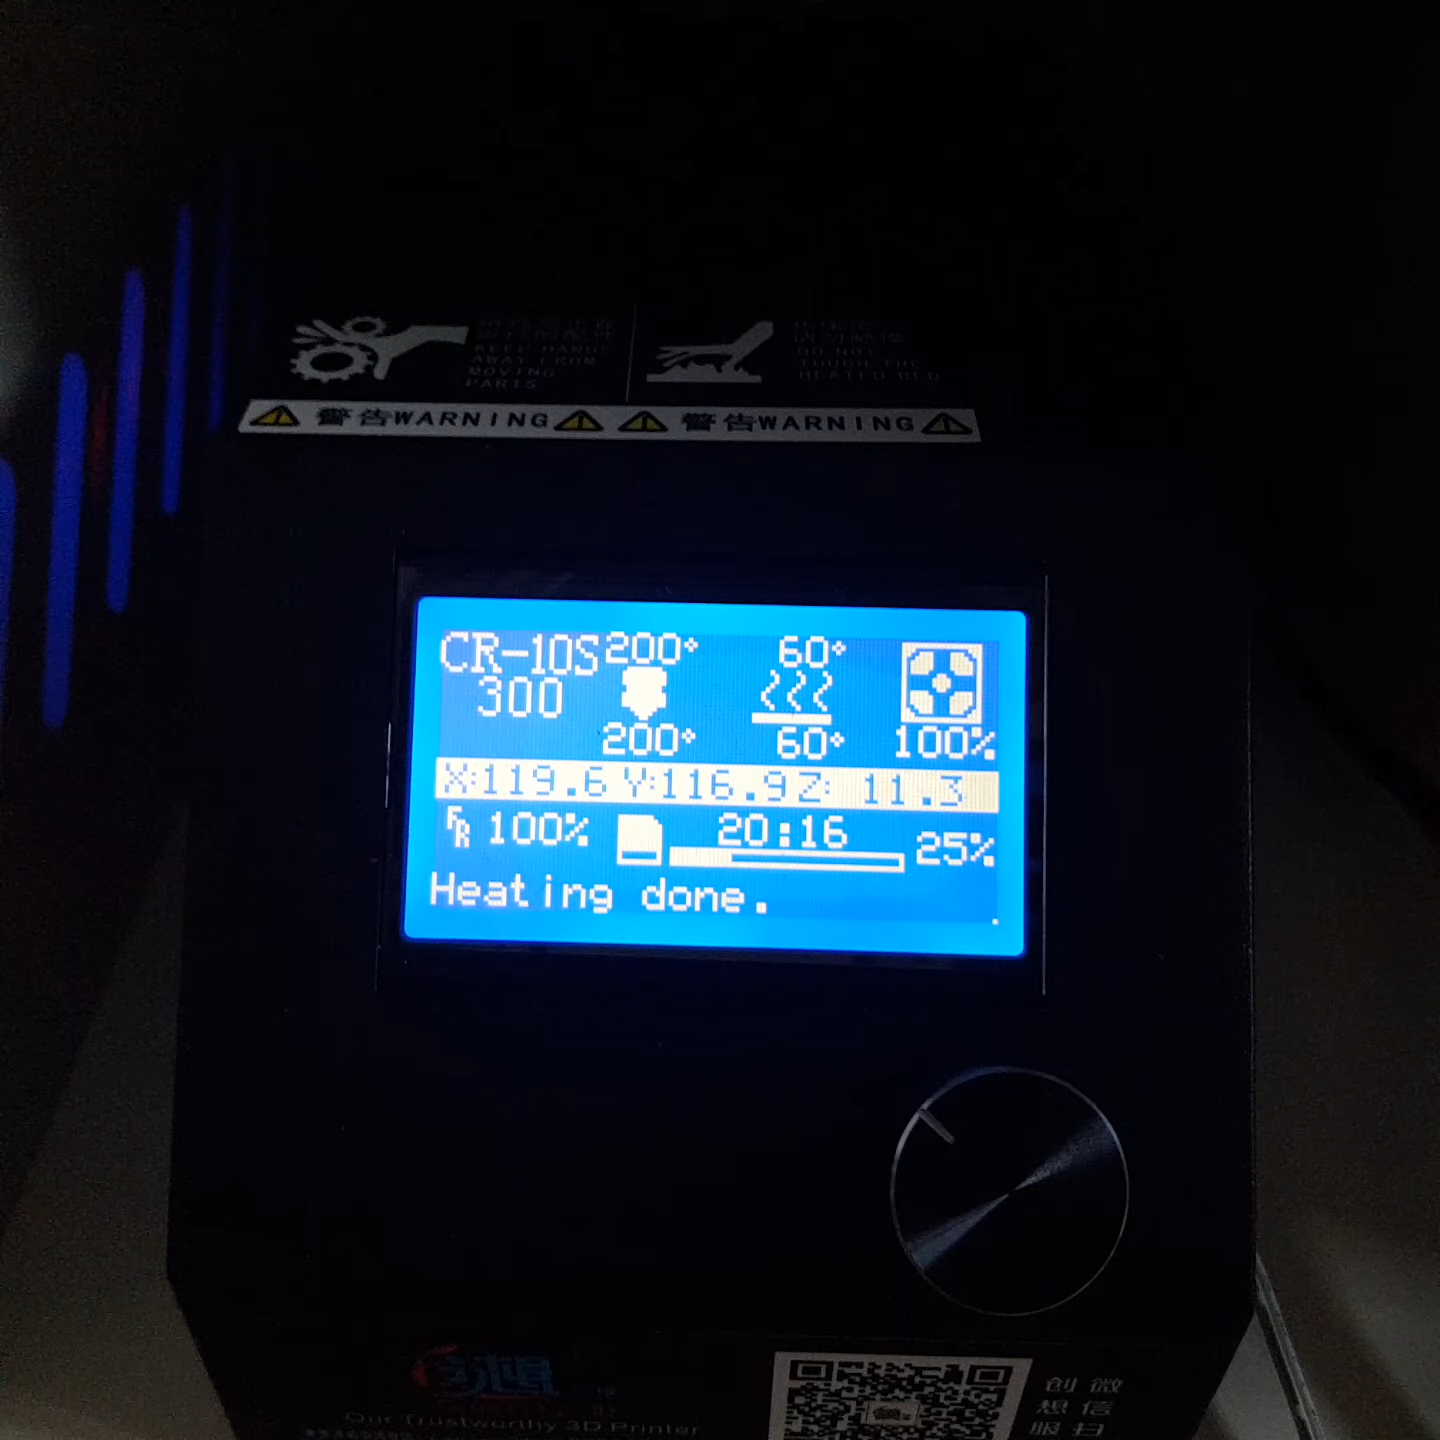 KEEP HANDS
AWAY FROM
MOVING
PARTS
DO NOT
TOUCH THE
HEATED BED
警告WARNING
警告WARNING
CR-10S 200° 60°
300
200° 60° 100%
X:119.6 Y:116.9 Z: 11.3
FR 100% 20:16 25%
Heating done.
创想
Our Trustworthy 3D Printer
创 微
想 信
服 扫